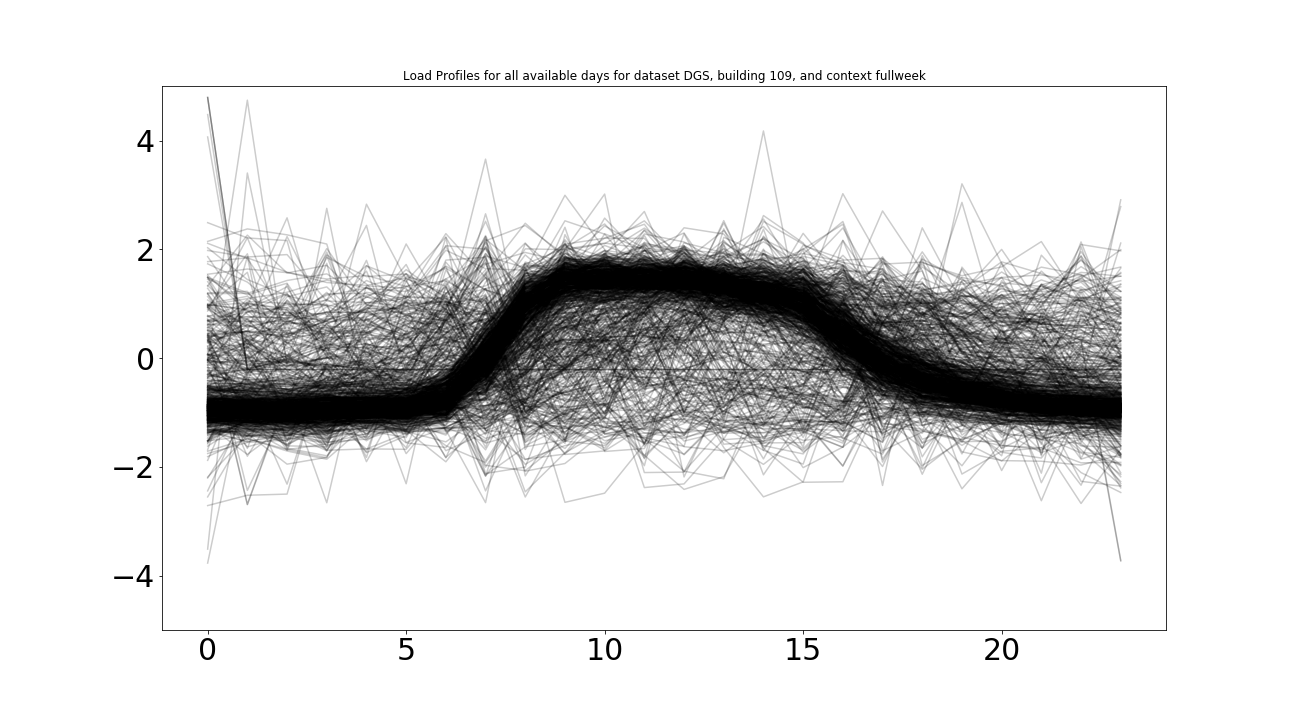 Load Profiles for all available days for dataset DGS, building 109, and context fullweek
4
2
0
−2
−4
0 5 10 15 20